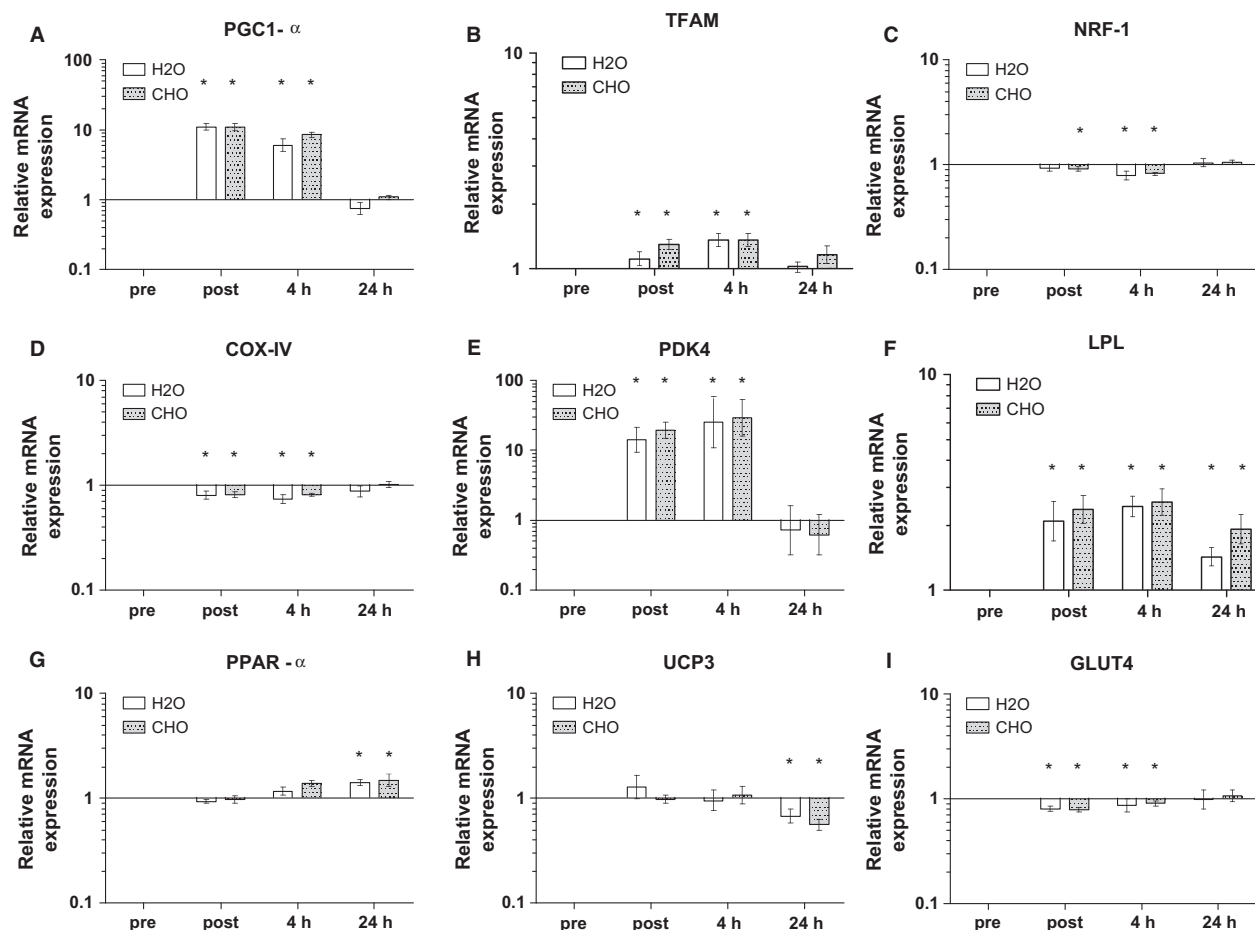 A
PGC1- α
Relative mRNA
expression
100
10
1
0.1
H2O
CHO
* * * *
pre post 4 h 24 h
B
TFAM
Relative mRNA
expression
10
1
H2O
CHO
* * * *
pre post 4 h 24 h
C
NRF-1
Relative mRNA
expression
10
1
0.1
H2O
CHO
* * *
pre post 4 h 24 h
D
COX-IV
Relative mRNA
expression
10
1
0.1
H2O
CHO
* * * *
pre post 4 h 24 h
E
PDK4
Relative mRNA
expression
100
10
1
0.1
H2O
CHO
* * * *
pre post 4 h 24 h
F
LPL
Relative mRNA
expression
10
1
H2O
CHO
* * * * * *
pre post 4 h 24 h
G
PPAR - α
Relative mRNA
expression
10
1
0.1
H2O
CHO
* *
pre post 4 h 24 h
H
UCP3
Relative mRNA
expression
10
1
0.1
H2O
CHO
* *
pre post 4 h 24 h
I
GLUT4
Relative mRNA
expression
10
1
0.1
H2O
CHO
* * * *
pre post 4 h 24 h